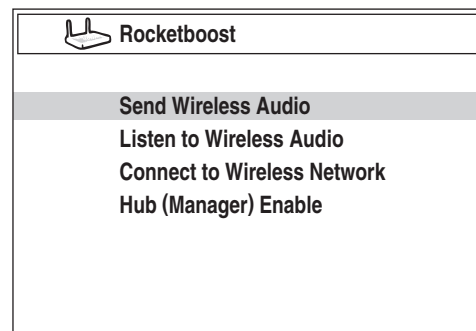 Rocketboost
Send Wireless Audio
Listen to Wireless Audio
Connect to Wireless Network
Hub (Manager) Enable